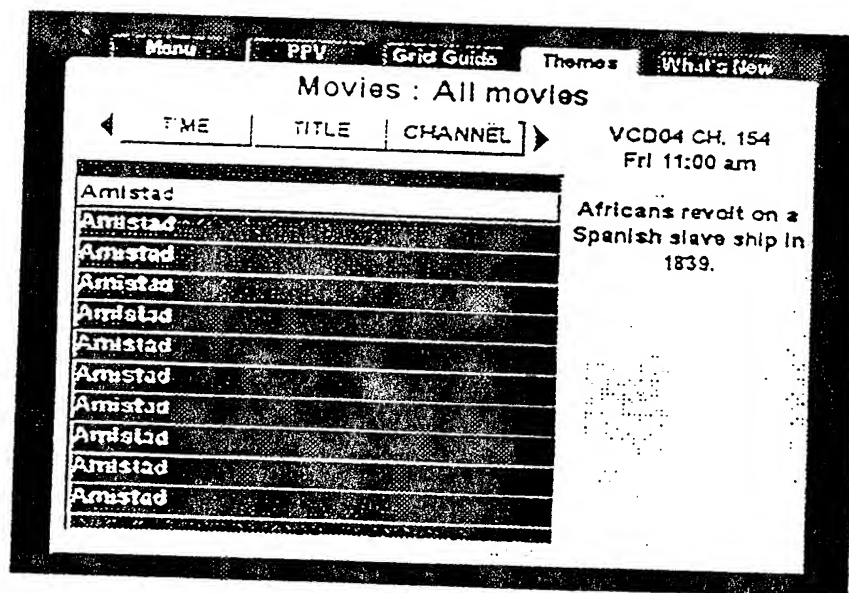 Menu PPV Grid Guide Themes What's New
Movies : All movies
TIME TITLE CHANNEL
VCD04 CH. 154
Fri 11:00 am
Africans revolt on a
Spanish slave ship in
1839.
Amistad
Amistad
Amistad
Amistad
Amistad
Amistad
Amistad
Amistad
Amistad
Amistad
Amistad